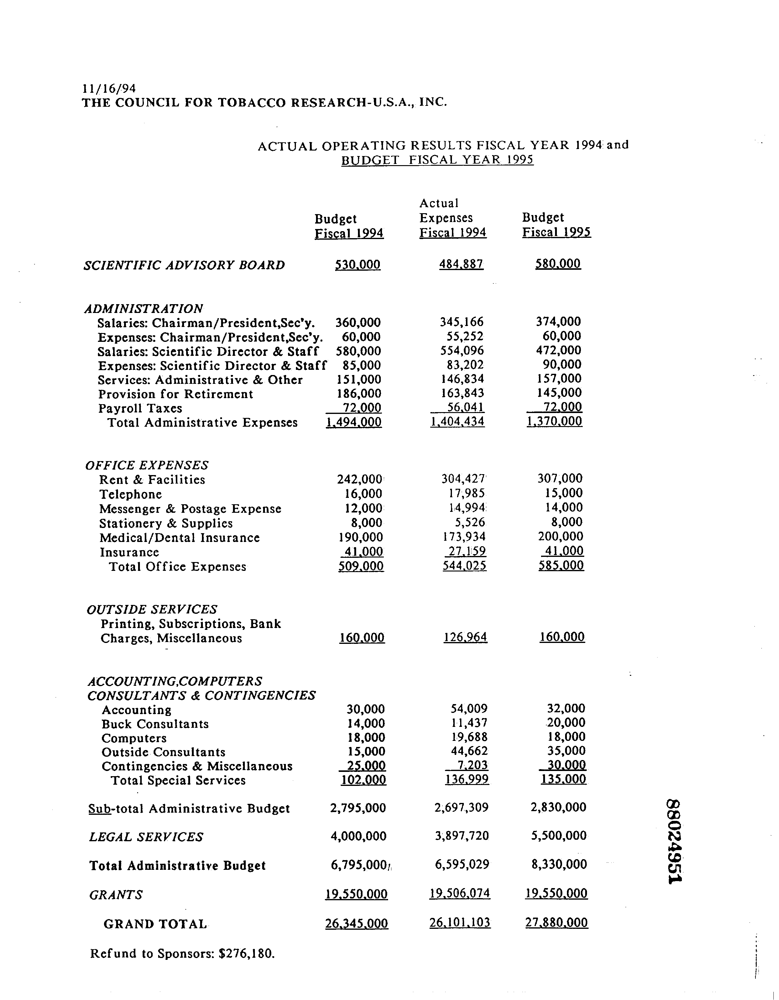 11/16/94
THE COUNCIL FOR TOBACCO RESEARCH-U.S.A., INC.
ACTUAL OPERATING RESULTS FISCAL YEAR 1994 and
BUDGET FISCAL YEAR 1995
Actual
Budget Expenses Budget
Fiscal 1994 Fiscal 1994 Fiscal 1995
SCIENTIFIC ADVISORY BOARD 530,000 484,887 580,000
ADMINISTRATION
Salaries: Chairman/President,Sec'y. 360,000 345,166 374,000
Expenses: Chairman/President,Sec'y. 60,000 55,252 60,000
Salaries: Scientific Director & Staff 580,000 554,096 472,000
Expenses: Scientific Director & Staff 85,000 83,202 90,000
Services: Administrative & Other 151,000 146,834 157,000
Provision for Retirement 186,000 163,843 145,000
Payroll Taxes 72,000 56,041 72,000
Total Administrative Expenses 1,494,000 1,404,434 1,370,000
OFFICE EXPENSES
Rent & Facilities 242,000 304,427 307,000
Telephone 16,000 17,985 15,000
Messenger & Postage Expense 12,000 14,994 14,000
Stationery & Supplies 8,000 5,526 8,000
Medical/Dental Insurance 190,000 173,934 200,000
Insurance 41,000 27,159 41,000
Total Office Expenses 509,000 544,025 585,000
OUTSIDE SERVICES
Printing, Subscriptions, Bank
Charges, Miscellaneous 160,000 126,964 160,000
ACCOUNTING,COMPUTERS
CONSULTANTS & CONTINGENCIES
Accounting 30,000 54,009 32,000
Buck Consultants 14,000 11,437 20,000
Computers 18,000 19,688 18,000
Outside Consultants 15,000 44,662 35,000
Contingencies & Miscellaneous 25,000 7,203 30,000
Total Special Services 102,000 136,999 135,000
Sub-total Administrative Budget 2,795,000 2,697,309 2,830,000
LEGAL SERVICES 4,000,000 3,897,720 5,500,000
Total Administrative Budget 6,795,000 6,595,029 8,330,000
GRANTS 19,550,000 19,506,074 19,550,000
GRAND TOTAL 26,345,000 26,101,103 27,880,000
Refund to Sponsors: $276,180.
88024951